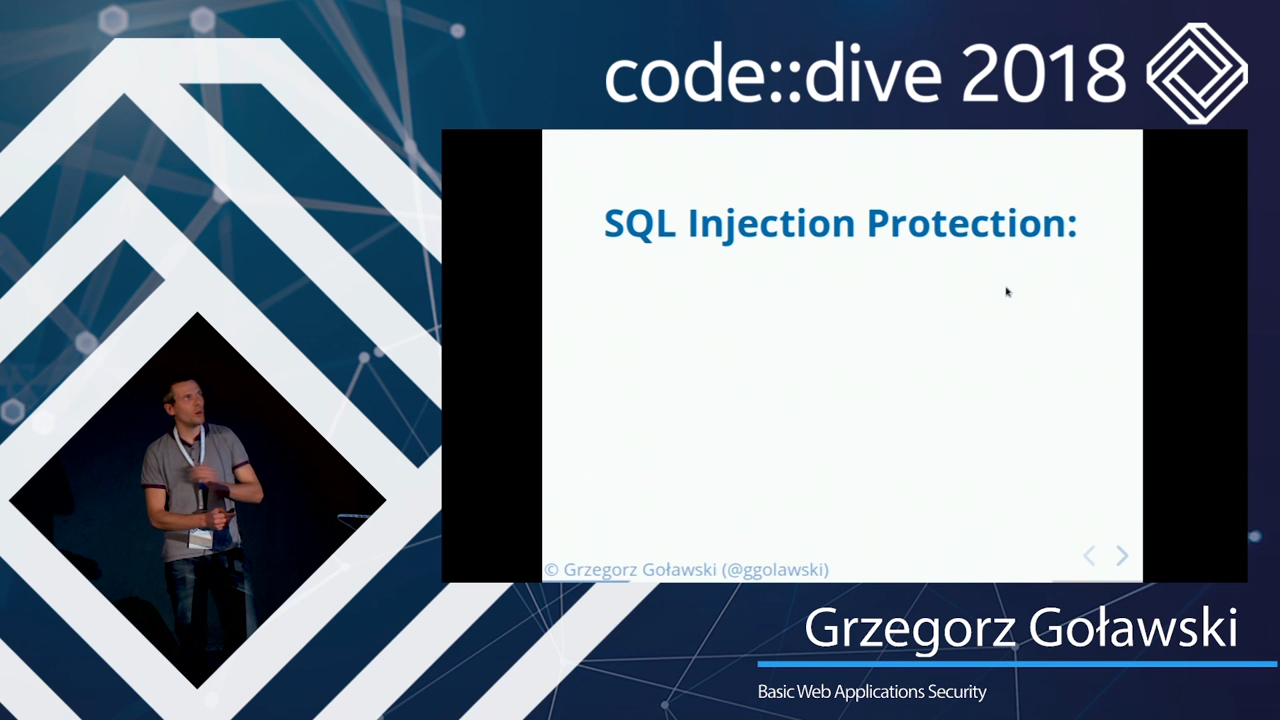 code::dive 2018
SQL Injection Protection:
© Grzegorz Goławski (@ggolawski)
Grzegorz Goławski
Basic Web Applications Security